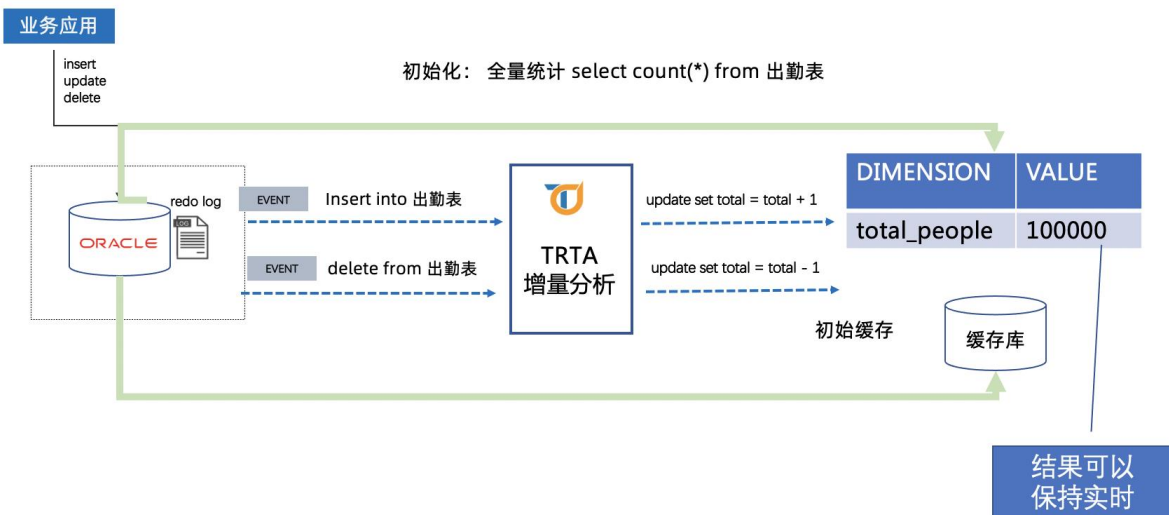 业务应用
insert
update
delete
初始化： 全量统计 select count(*) from 出勤表
redo log
LOG
ORACLE
EVENT
Insert into 出勤表
EVENT
delete from 出勤表
TRTA
增量分析
update set total = total + 1
update set total = total - 1
DIMENSION VALUE
total_people 100000
初始缓存
缓存库
结果可以
保持实时